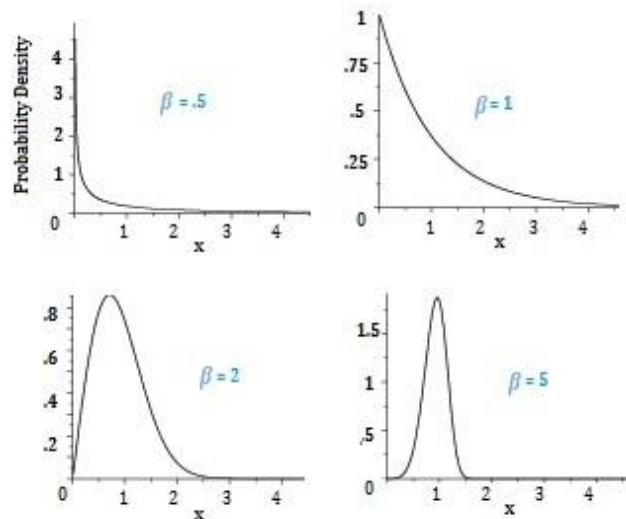 Probability Density
4
3
2
1
0
1 2 3 4
x
β = .5
1
.75
.5
.25
0
1 2 3 4
x
β = 1
.8
.6
.4
.2
0
1 2 3 4
x
β = 2
1.5
1
.5
0
1 2 3 4
x
β = 5